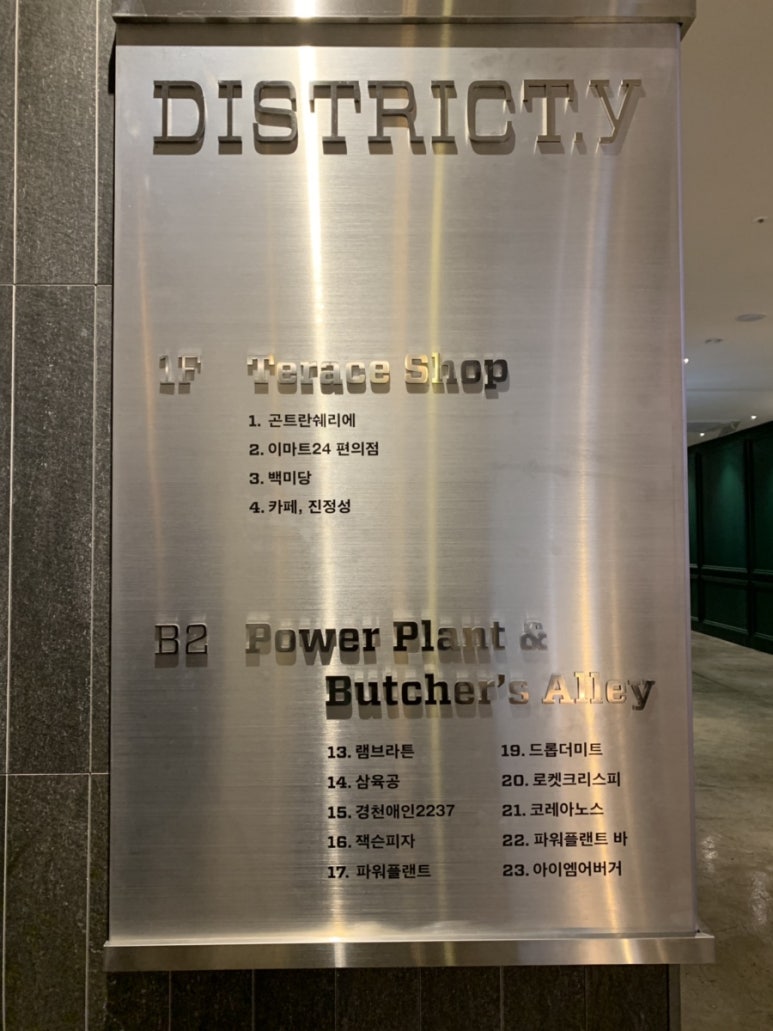 DISTRICT.Y
1F Terace Shop
1. 곤트란쉐리에
2. 이마트24 편의점
3. 백미당
4. 카페, 진정성
B2 Power Plant &
Butcher's Alley
13. 램브라튼
14. 삼육공
15. 경천애인2237
16. 잭슨피자
17. 파워플랜트
19. 드롭더미트
20. 로켓크리스피
21. 코레아노스
22. 파워플랜트 바
23. 아이엠어버거